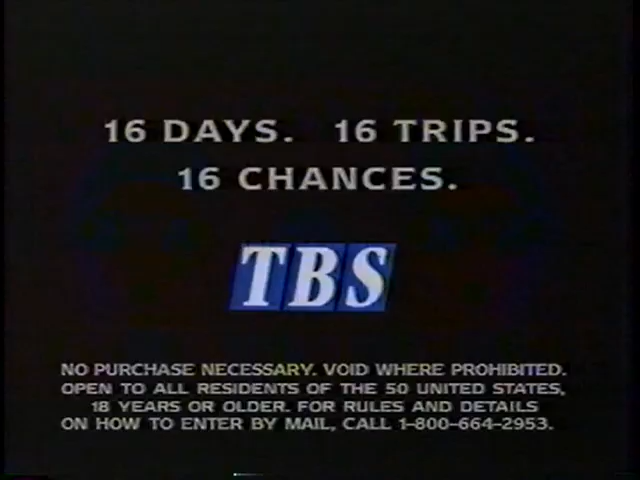 16 DAYS. 16 TRIPS.
16 CHANCES.
TBS
NO PURCHASE NECESSARY. VOID WHERE PROHIBITED.
OPEN TO ALL RESIDENTS OF THE 50 UNITED STATES,
18 YEARS OR OLDER. FOR RULES AND DETAILS
ON HOW TO ENTER BY MAIL, CALL 1-800-664-2953.